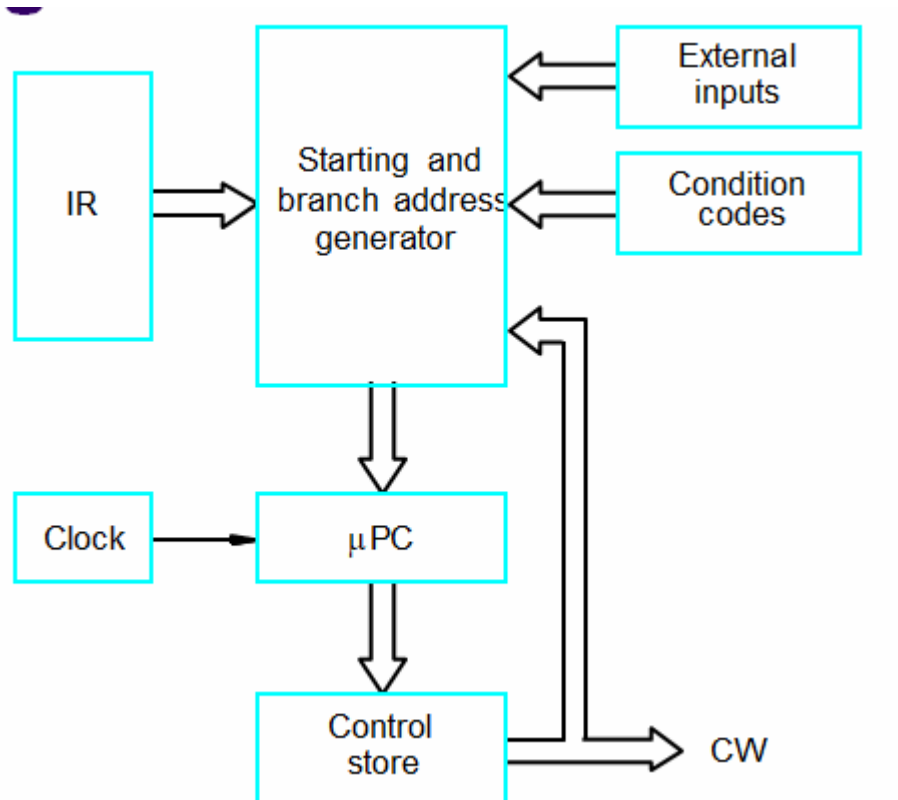 External
inputs
Starting and
branch address
generator
IR
Condition
codes
Clock
μPC
Control
store
CW